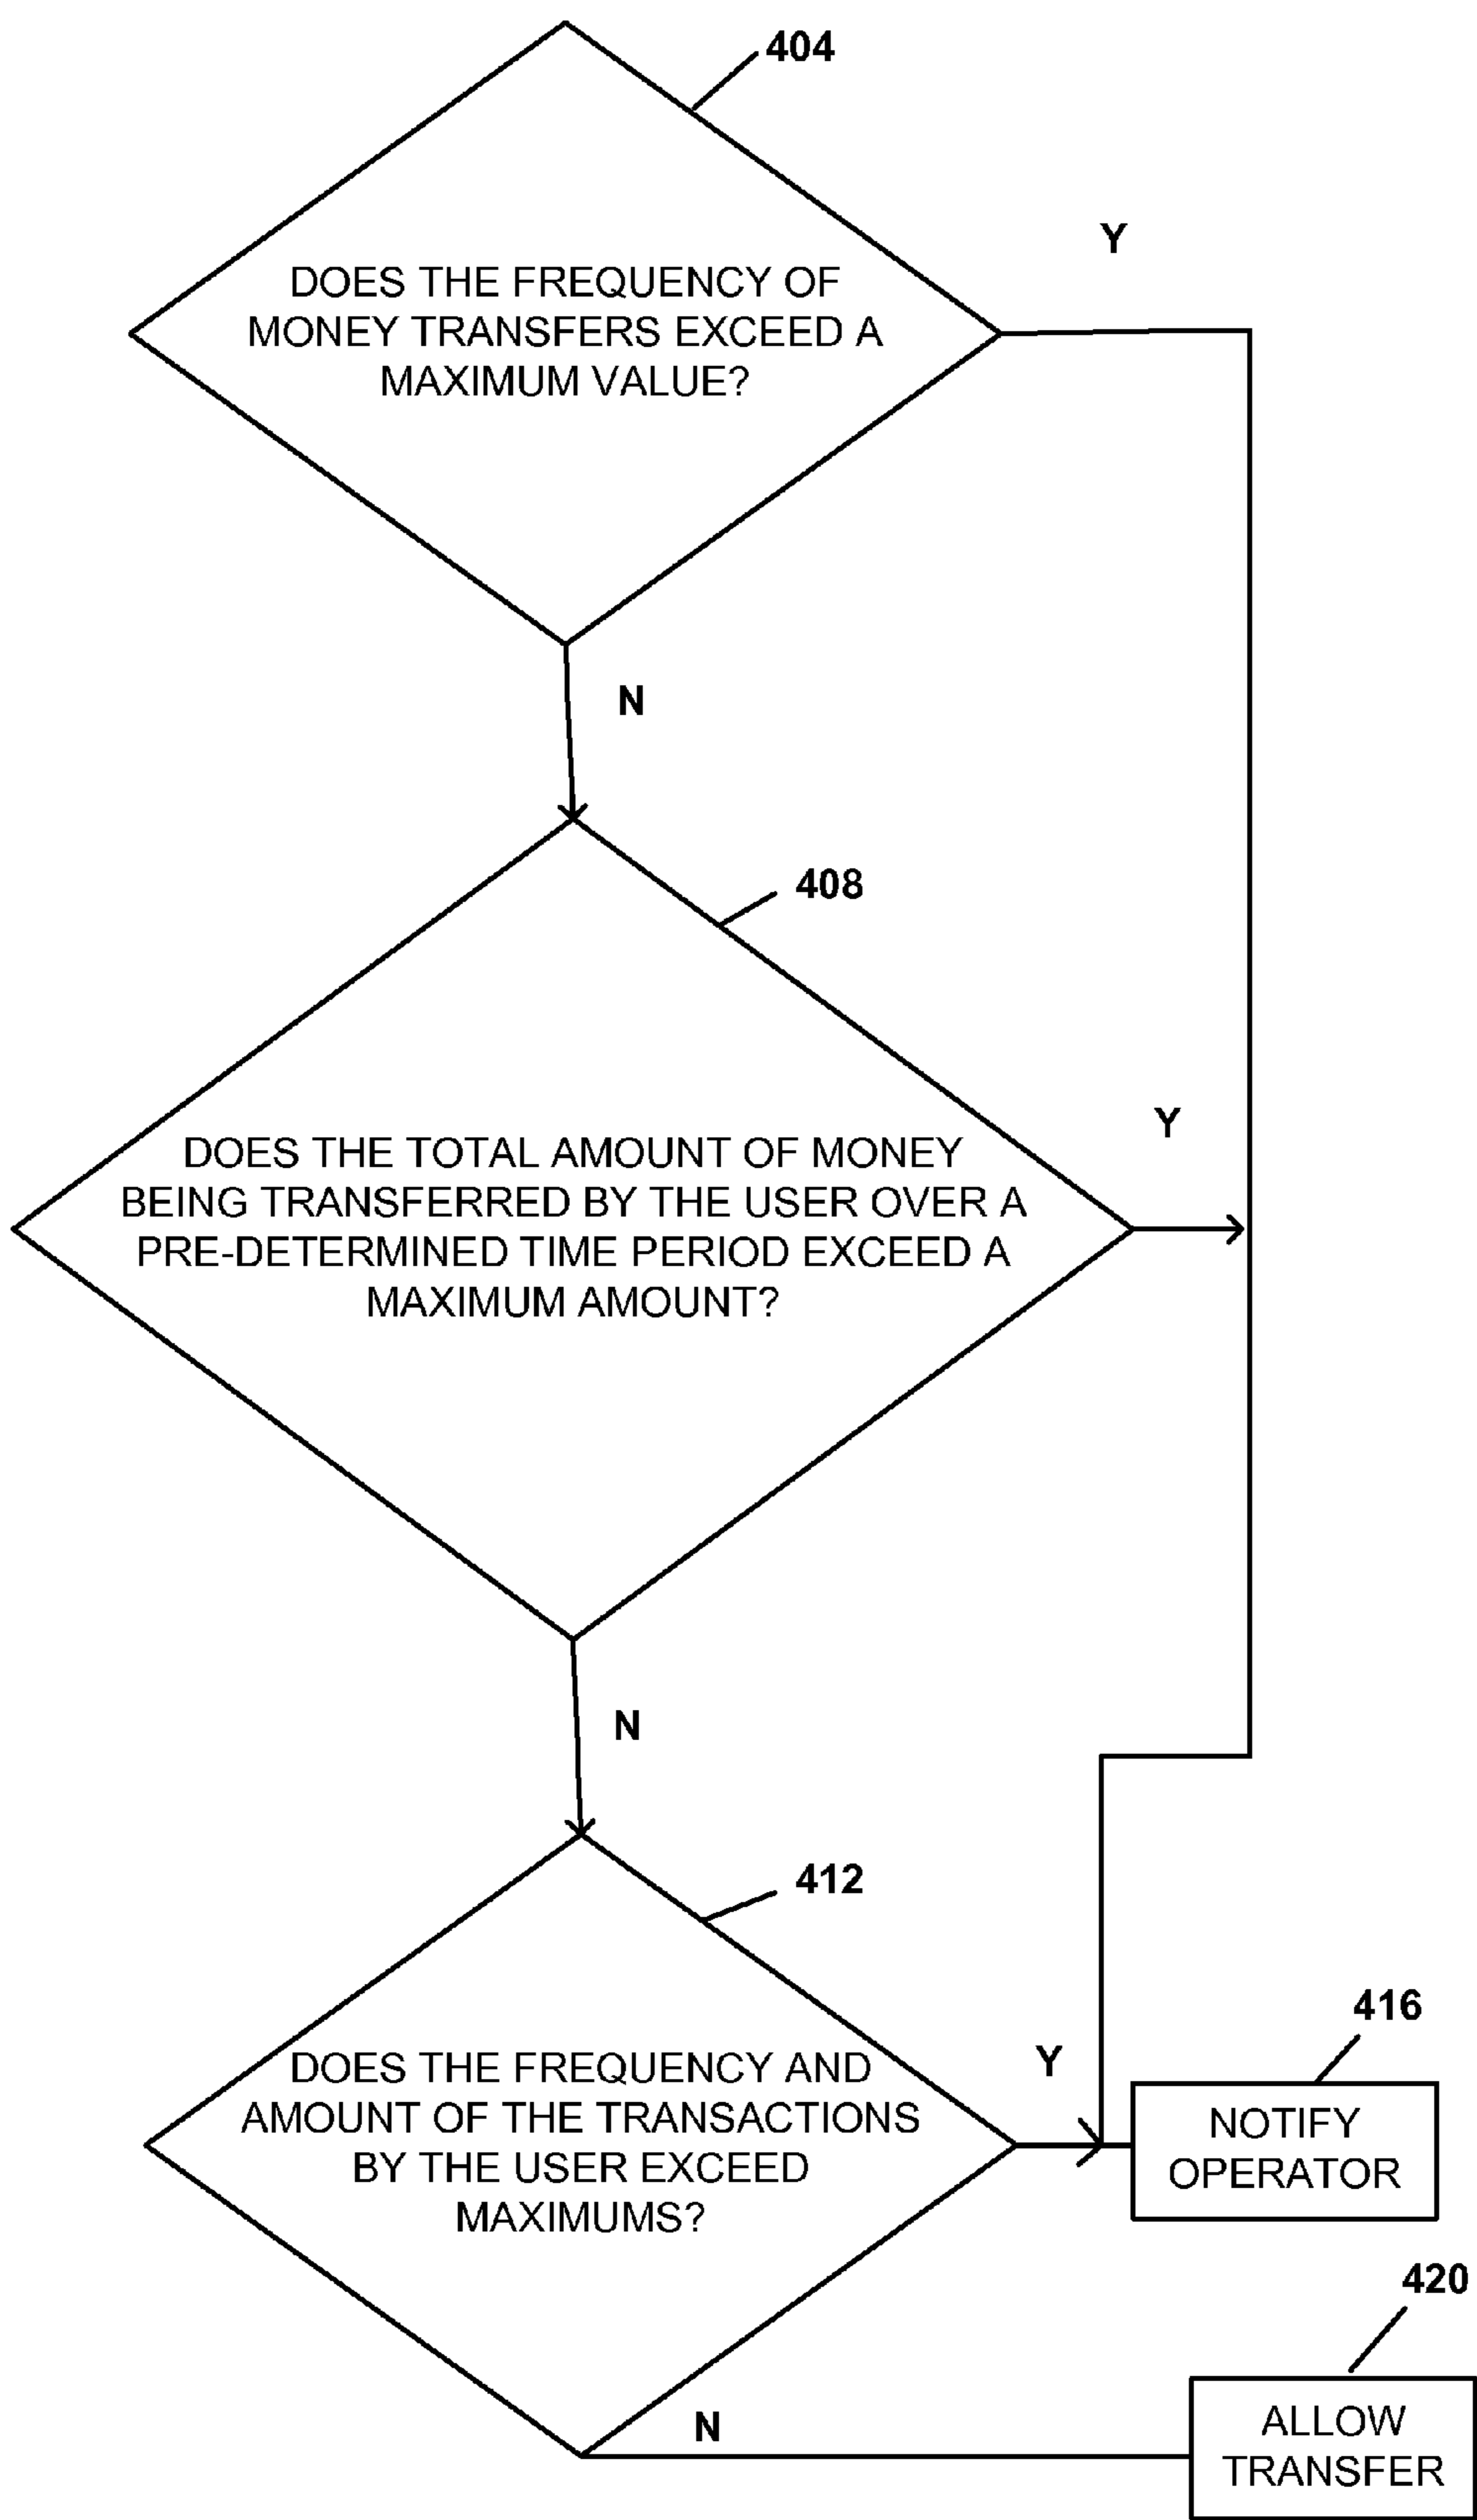 404
Y
DOES THE FREQUENCY OF
MONEY TRANSFERS EXCEED A
MAXIMUM VALUE?
N
408
Y
DOES THE TOTAL AMOUNT OF MONEY
BEING TRANSFERRED BY THE USER OVER A
PRE-DETERMINED TIME PERIOD EXCEED A
MAXIMUM AMOUNT?
N
412
416
Y
DOES THE FREQUENCY AND
AMOUNT OF THE TRANSACTIONS
BY THE USER EXCEED
MAXIMUMS?
NOTIFY
OPERATOR
420
N
ALLOW
TRANSFER